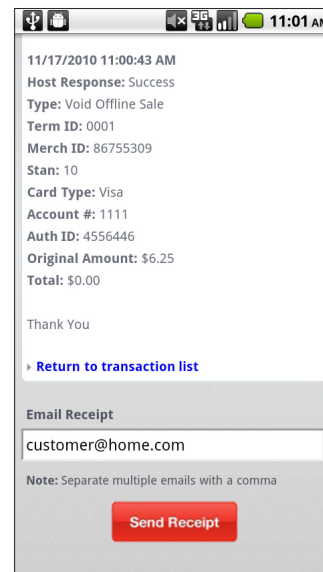 3G
11:01 AM
11/17/2010 11:00:43 AM
Host Response: Success
Type: Void Offline Sale
Term ID: 0001
Merch ID: 86755309
Stan: 10
Card Type: Visa
Account #: 1111
Auth ID: 4556446
Original Amount: $6.25
Total: $0.00
Thank You
Return to transaction list
Email Receipt
customer@home.com
Note: Separate multiple emails with a comma
Send Receipt